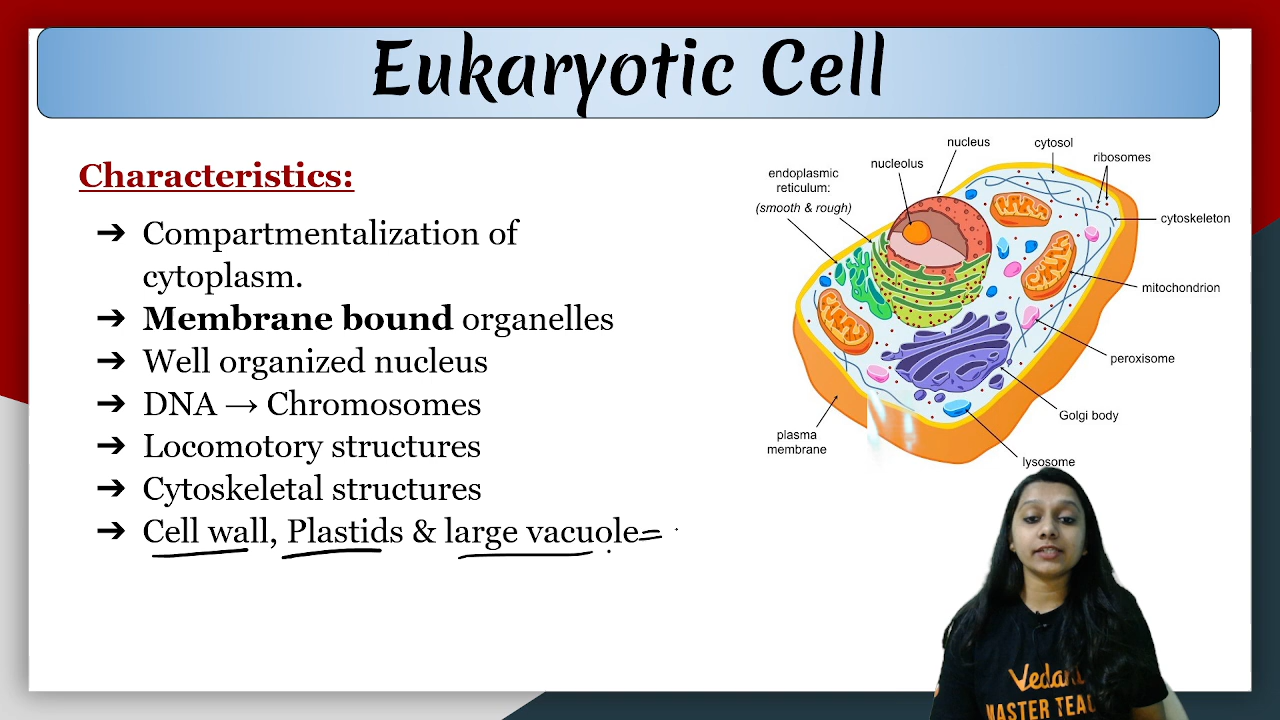 Eukaryotic Cell
Characteristics:
➔ Compartmentalization of
cytoplasm.
➔ Membrane bound organelles
➔ Well organized nucleus
➔ DNA → Chromosomes
➔ Locomotory structures
➔ Cytoskeletal structures
➔ Cell wall, Plastids & large vacuole=
nucleus
cytosol
nucleolus
ribosomes
endoplasmic
reticulum:
(smooth & rough)
cytoskeleton
mitochondrion
peroxisome
Golgi body
plasma
membrane
lysosome
MASTER